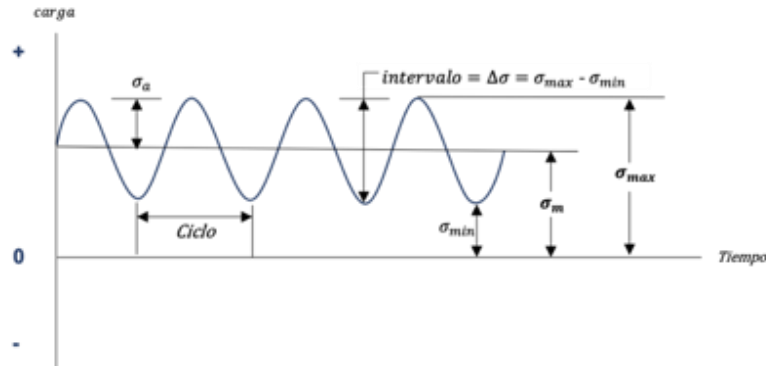 carga
+
σₐ
intervalo = Δσ = σₘₐₓ - σₘᵢₙ
σₘₐₓ
σₘ
σₘᵢₙ
Ciclo
0
Tiempo
-